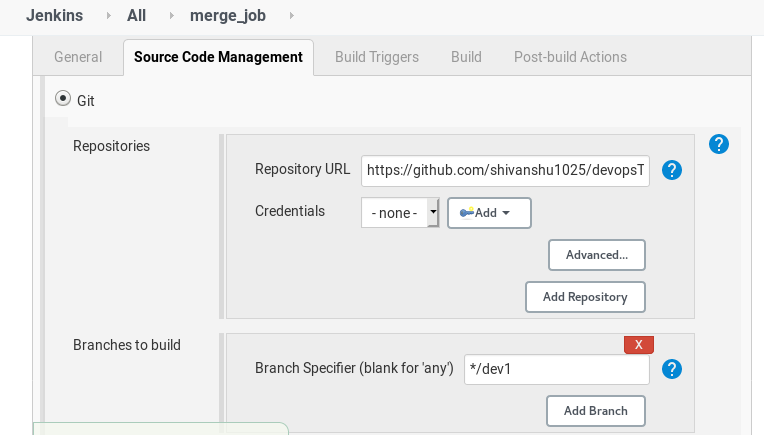 Jenkins All merge_job
General Source Code Management Build Triggers Build Post-build Actions
Git
Repositories
?
Repository URL https://github.com/shivanshu1025/devopsT ?
Credentials - none - Add
Advanced...
Add Repository
Branches to build
X
Branch Specifier (blank for 'any') */dev1 ?
Add Branch